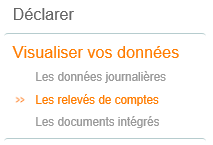 Déclarer
Visualiser vos données
Les données journalières
>> Les relevés de comptes
Les documents intégrés